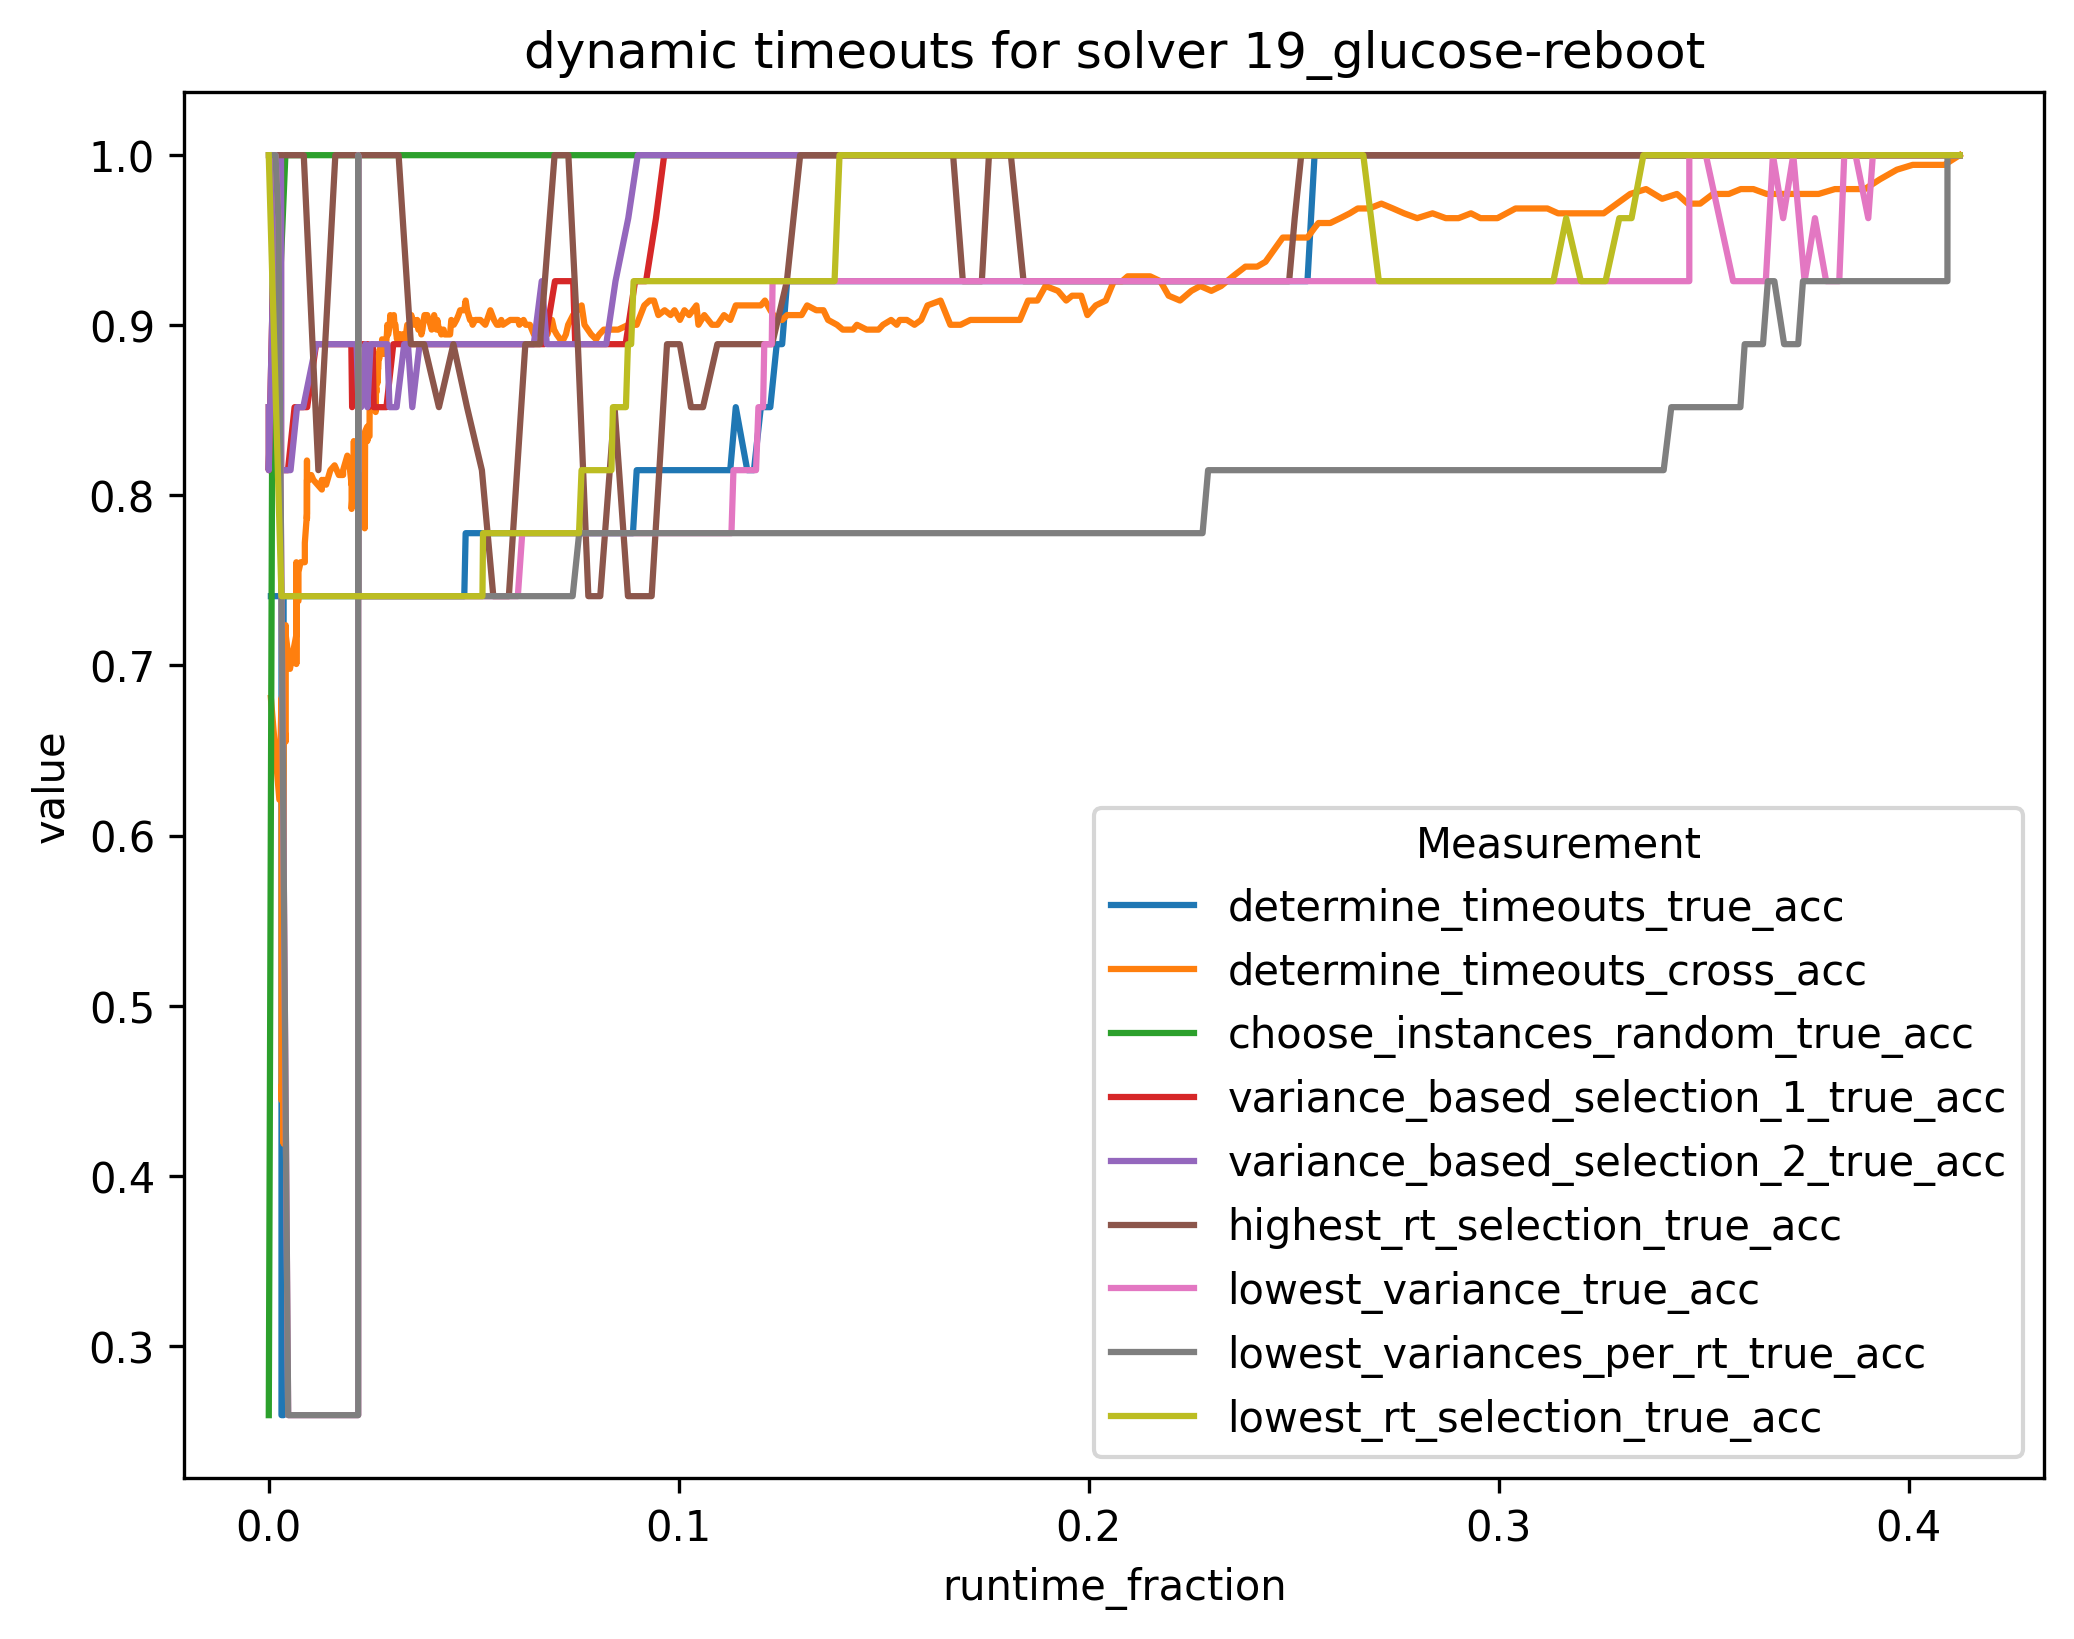 dynamic timeouts for solver 19_glucose-reboot
1.0
0.9
0.8
0.7
0.6
0.5
0.4
0.3
value
Measurement
determine_timeouts_true_acc
determine_timeouts_cross_acc
choose_instances_random_true_acc
variance_based_selection_1_true_acc
variance_based_selection_2_true_acc
highest_rt_selection_true_acc
lowest_variance_true_acc
lowest_variances_per_rt_true_acc
lowest_rt_selection_true_acc
0.0 0.1 0.2 0.3 0.4
runtime_fraction